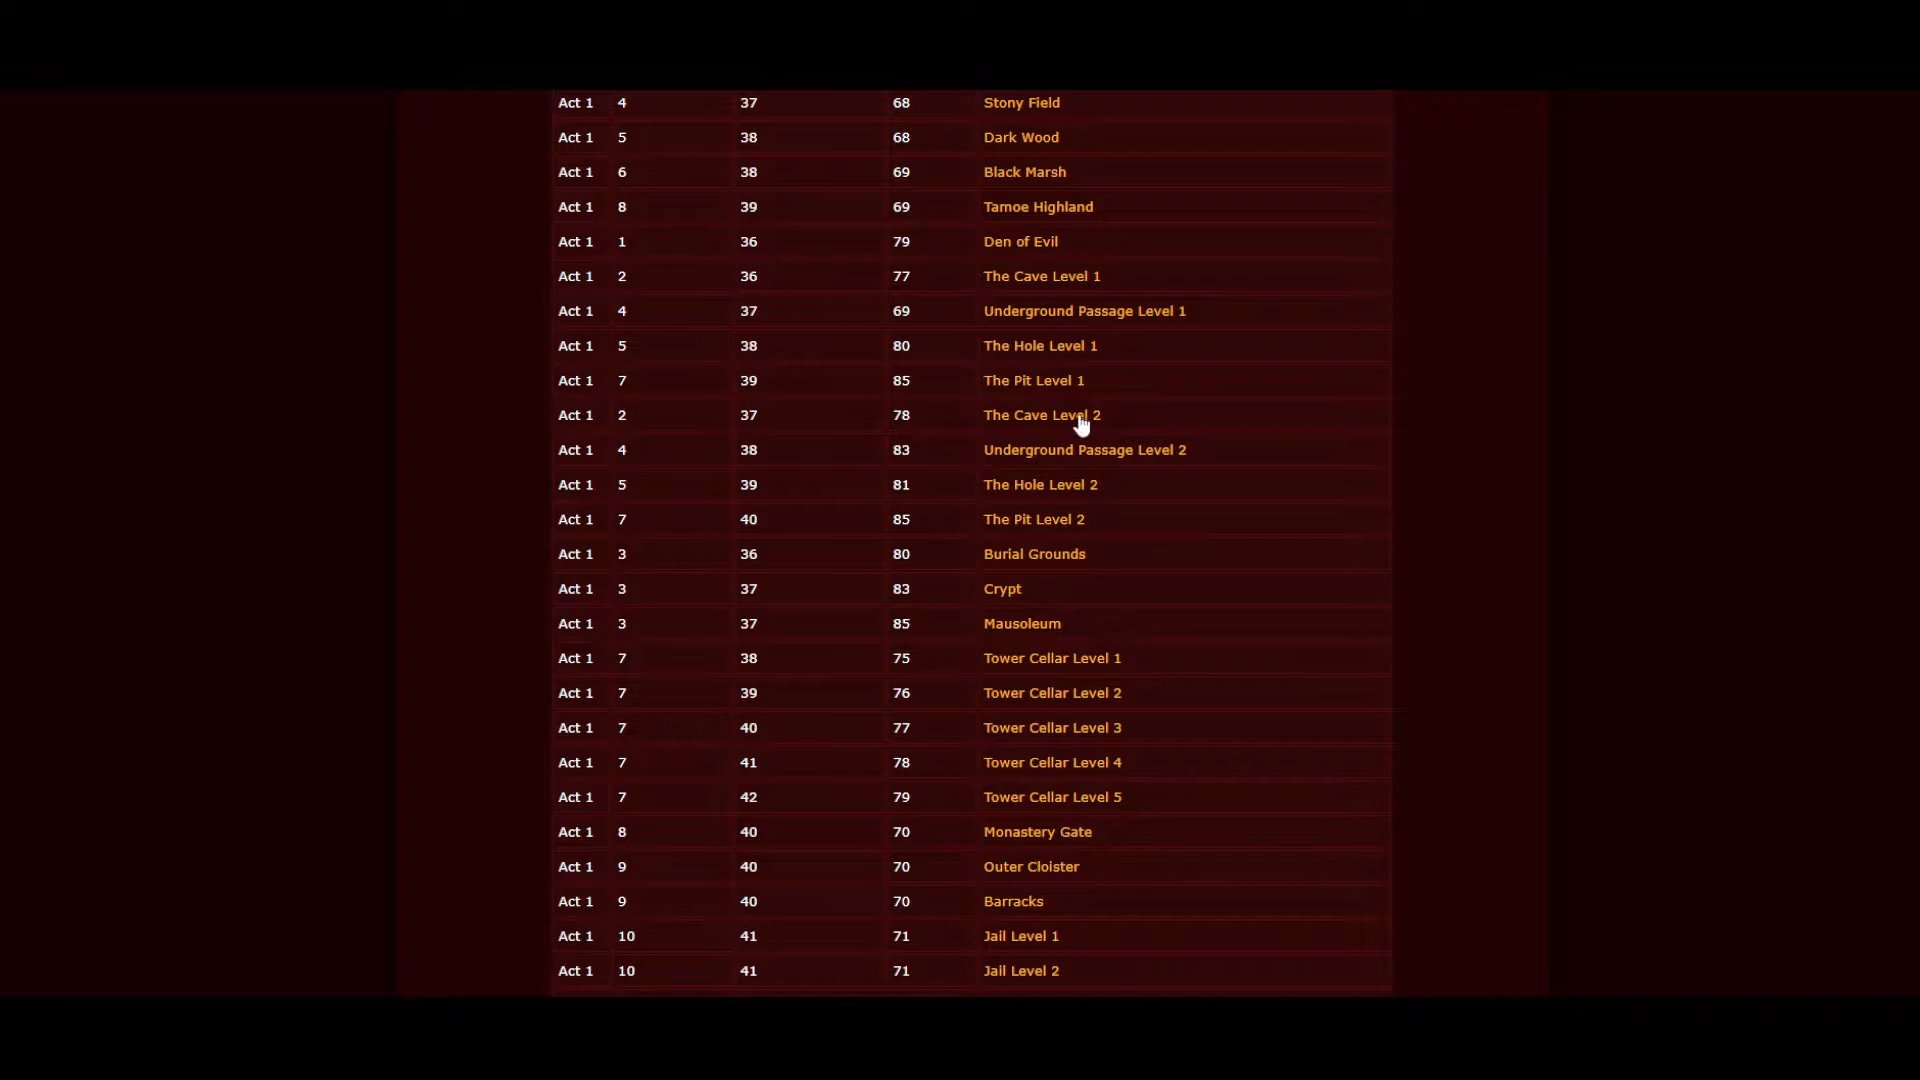 Act 1 4 37 68 Stony Field
Act 1 5 38 68 Dark Wood
Act 1 6 38 69 Black Marsh
Act 1 8 39 69 Tamoe Highland
Act 1 1 36 79 Den of Evil
Act 1 2 36 77 The Cave Level 1
Act 1 4 37 69 Underground Passage Level 1
Act 1 5 38 80 The Hole Level 1
Act 1 7 39 85 The Pit Level 1
Act 1 2 37 78 The Cave Level 2
Act 1 4 38 83 Underground Passage Level 2
Act 1 5 39 81 The Hole Level 2
Act 1 7 40 85 The Pit Level 2
Act 1 3 36 80 Burial Grounds
Act 1 3 37 83 Crypt
Act 1 3 37 85 Mausoleum
Act 1 7 38 75 Tower Cellar Level 1
Act 1 7 39 76 Tower Cellar Level 2
Act 1 7 40 77 Tower Cellar Level 3
Act 1 7 41 78 Tower Cellar Level 4
Act 1 7 42 79 Tower Cellar Level 5
Act 1 8 40 70 Monastery Gate
Act 1 9 40 70 Outer Cloister
Act 1 9 40 70 Barracks
Act 1 10 41 71 Jail Level 1
Act 1 10 41 71 Jail Level 2